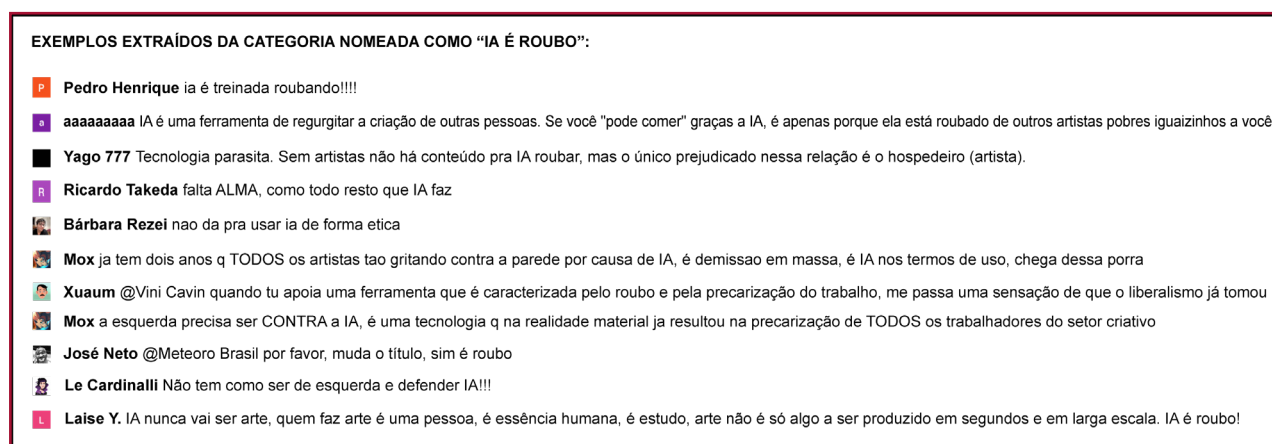 EXEMPLOS EXTRAÍDOS DA CATEGORIA NOMEADA COMO “IA É ROUBO”:
P Pedro Henrique ia é treinada roubando!!!!
a aaaaaaaaa IA é uma ferramenta de regurgitar a criação de outras pessoas. Se você "pode comer" graças a IA, é apenas porque ela está roubado de outros artistas pobres iguaizinhos a você
Yago 777 Tecnologia parasita. Sem artistas não há conteúdo pra IA roubar, mas o único prejudicado nessa relação é o hospedeiro (artista).
R Ricardo Takeda falta ALMA, como todo resto que IA faz
Bárbara Rezei nao da pra usar ia de forma etica
Mox ja tem dois anos q TODOS os artistas tao gritando contra a parede por causa de IA, é demissao em massa, é IA nos termos de uso, chega dessa porra
Xuaum @Vini Cavin quando tu apoia uma ferramenta que é caracterizada pelo roubo e pela precarização do trabalho, me passa uma sensação de que o liberalismo já tomou
Mox a esquerda precisa ser CONTRA a IA, é uma tecnologia q na realidade material ja resultou na precarização de TODOS os trabalhadores do setor criativo
José Neto @Meteoro Brasil por favor, muda o título, sim é roubo
Le Cardinalli Não tem como ser de esquerda e defender IA!!!
L Laise Y. IA nunca vai ser arte, quem faz arte é uma pessoa, é essência humana, é estudo, arte não é só algo a ser produzido em segundos e em larga escala. IA é roubo!